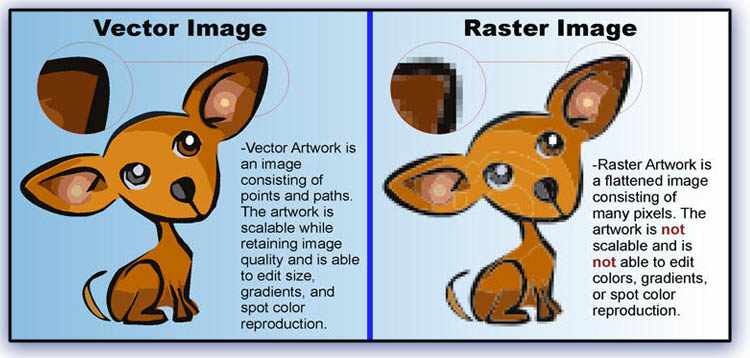 Vector Image
-Vector Artwork is
an image
consisting of
points and paths.
The artwork is
scalable while
retaining image
quality and is able
to edit size,
gradients, and
spot color
reproduction.
Raster Image
-Raster Artwork is
a flattened image
consisting of
many pixels. The
artwork is not
scalable and is
not able to edit
colors, gradients,
or spot color
reproduction.